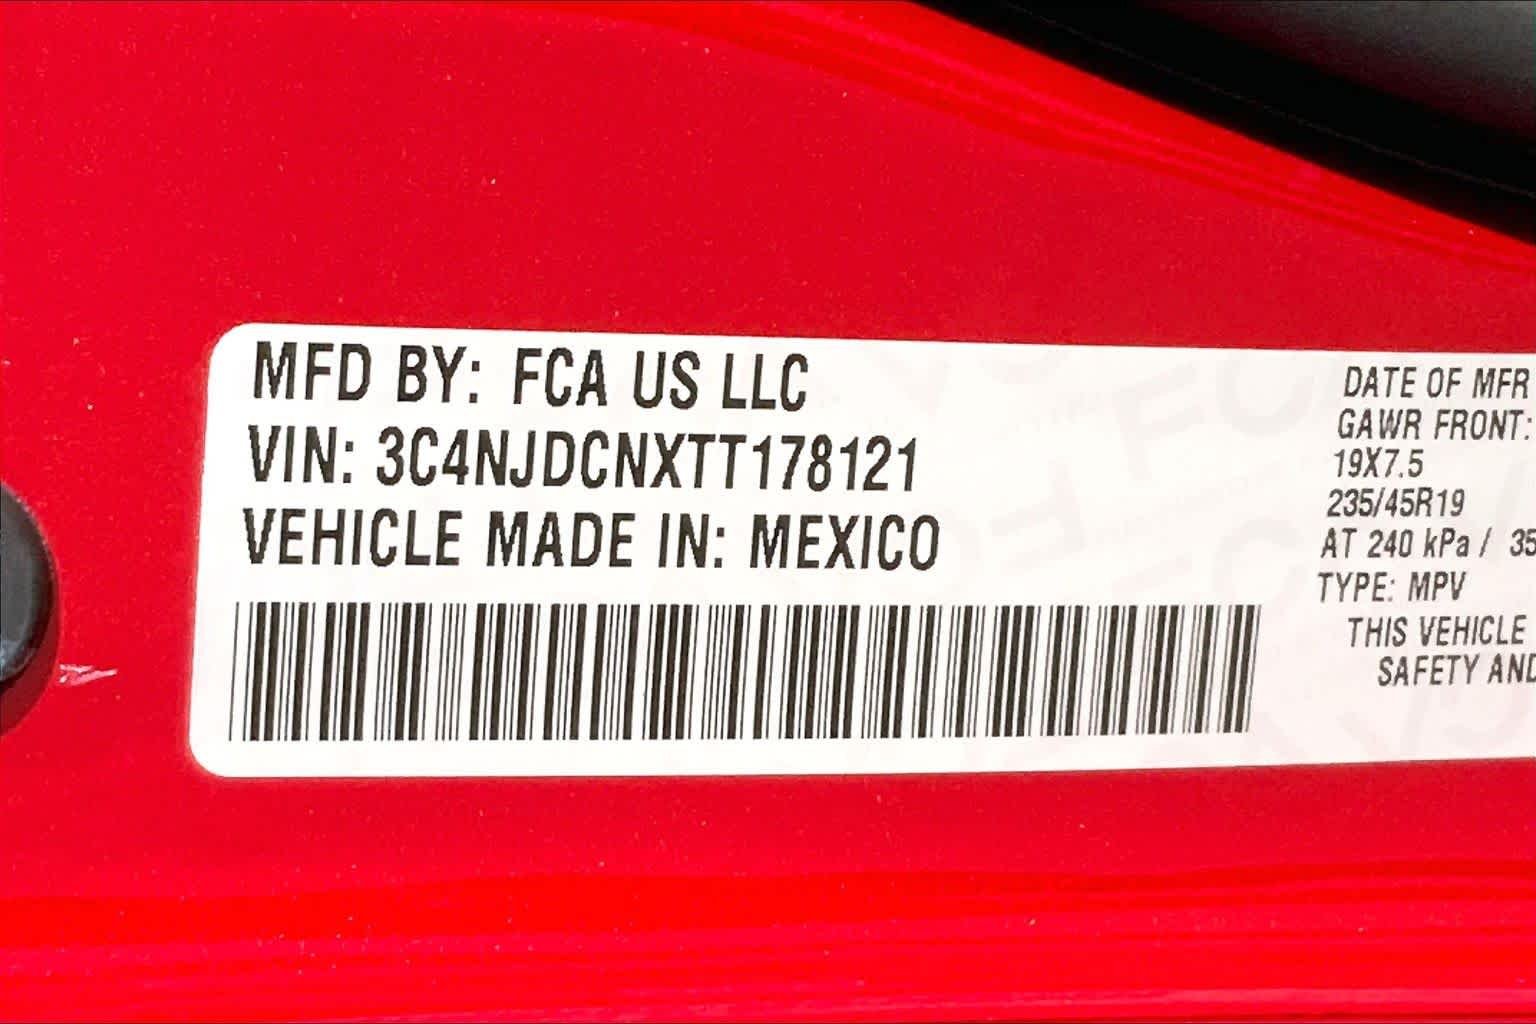 MFD BY: FCA US LLC
VIN: 3C4NJDCNXTT178121
VEHICLE MADE IN: MEXICO
DATE OF MFR
GAWR FRONT:
19X7.5
235/45R19
AT 240 kPa / 35
TYPE: MPV
THIS VEHICLE
SAFETY AND